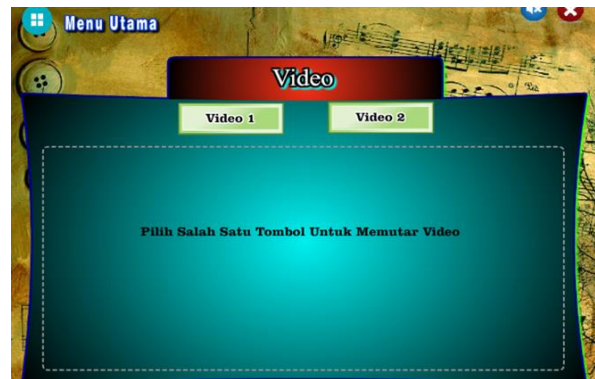 Menu Utama
Video
Video 1
Video 2
Pilih Salah Satu Tombol Untuk Memutar Video